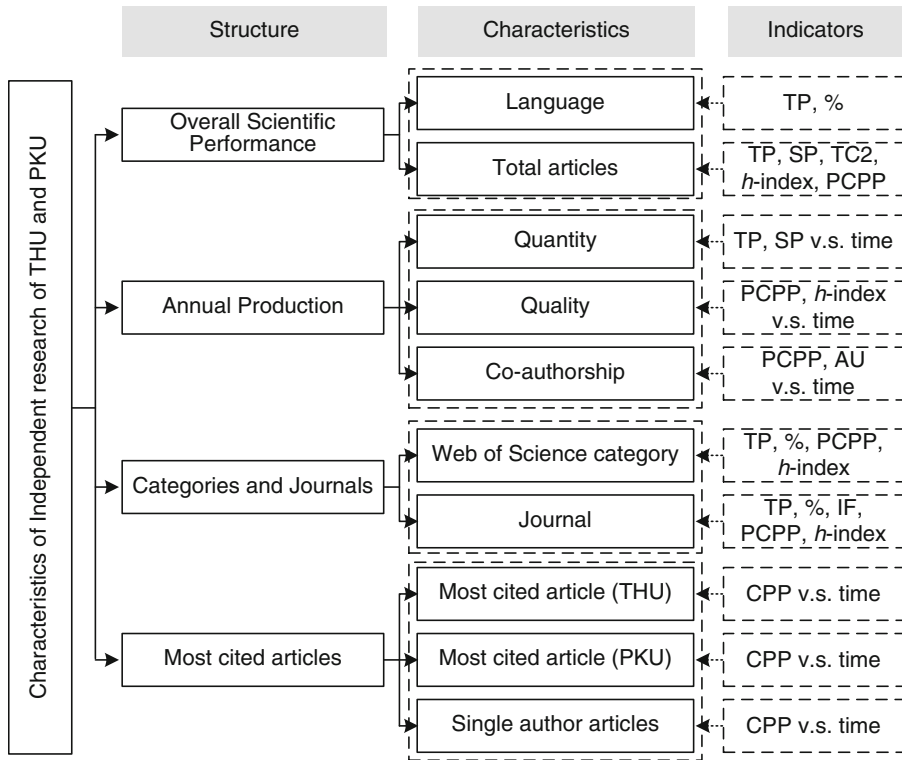 Structure
Characteristics
Indicators
Characteristics of Independent research of THU and PKU
Overall Scientific
Performance
Language
TP, %
Total articles
TP, SP, TC2,
h-index, PCPP
Annual Production
Quantity
TP, SP v.s. time
Quality
PCPP, h-index
v.s. time
Co-authorship
PCPP, AU
v.s. time
Categories and Journals
Web of Science category
TP, %, PCPP,
h-index
Journal
TP, %, IF,
PCPP, h-index
Most cited articles
Most cited article (THU)
CPP v.s. time
Most cited article (PKU)
CPP v.s. time
Single author articles
CPP v.s. time